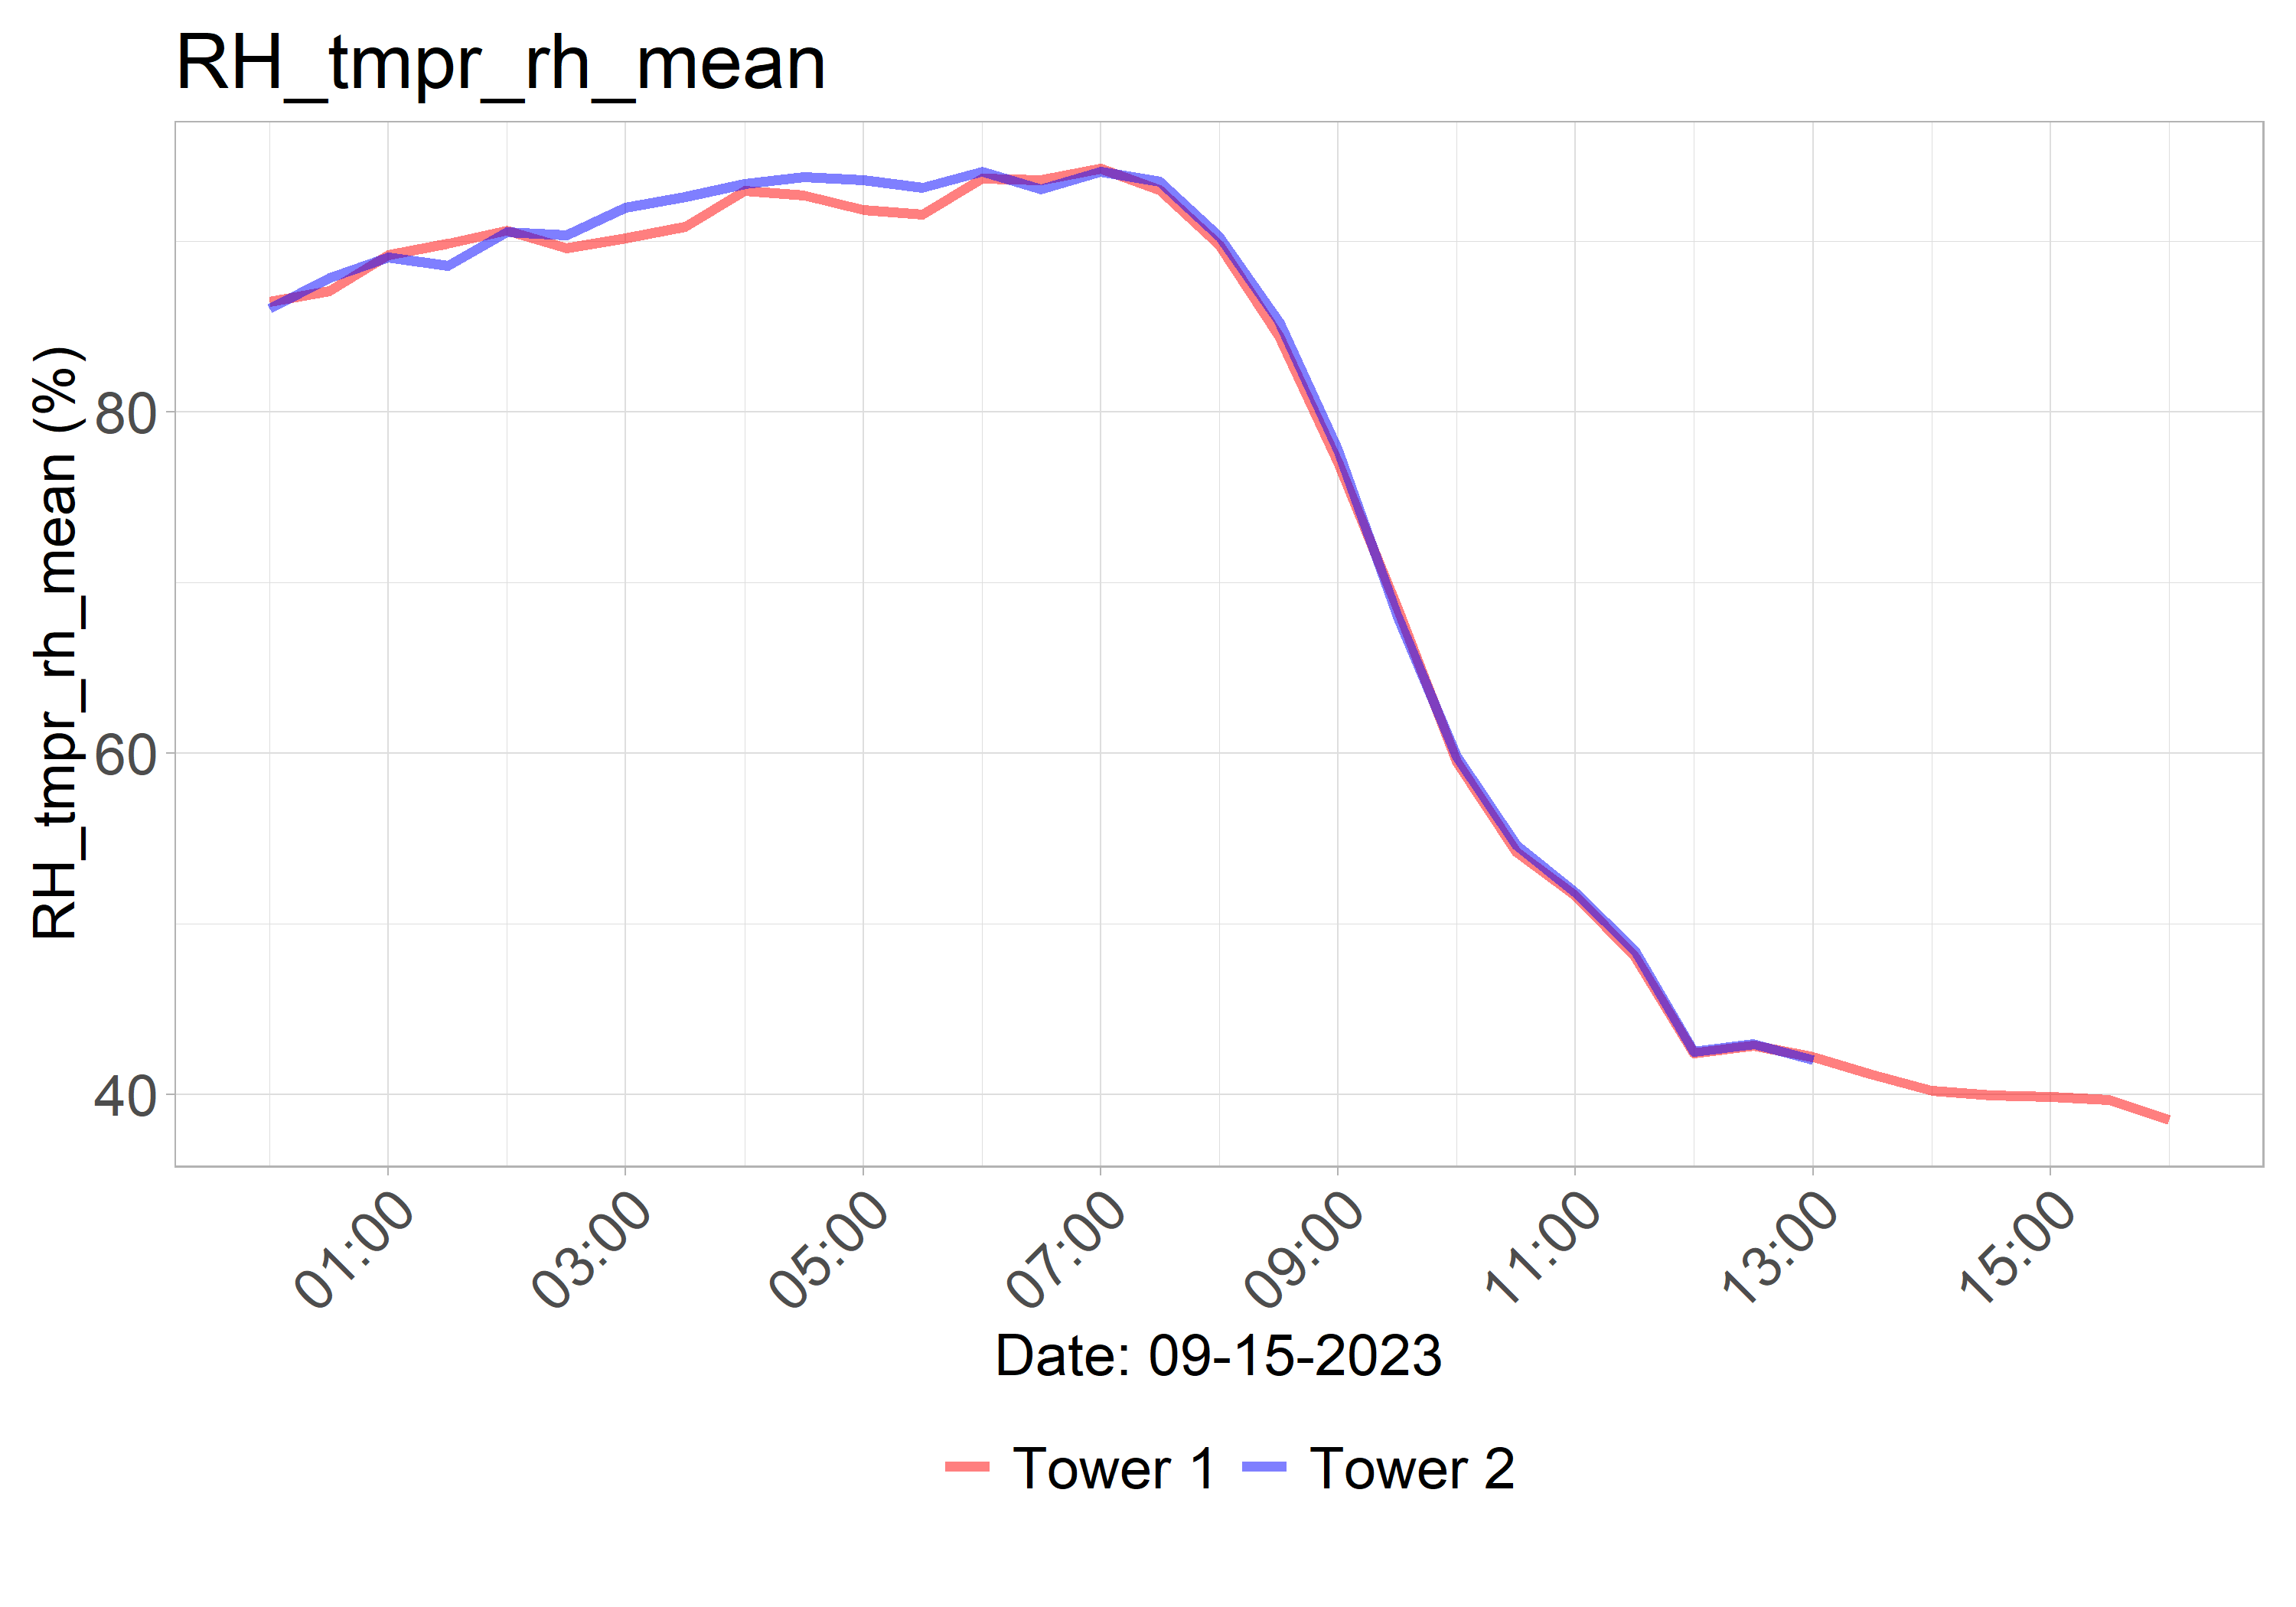 RH_tmpr_rh_mean
RH_tmpr_rh_mean (%)
80
60
40
01:00 03:00 05:00 07:00 09:00 11:00 13:00 15:00
Date: 09-15-2023
Tower 1 Tower 2